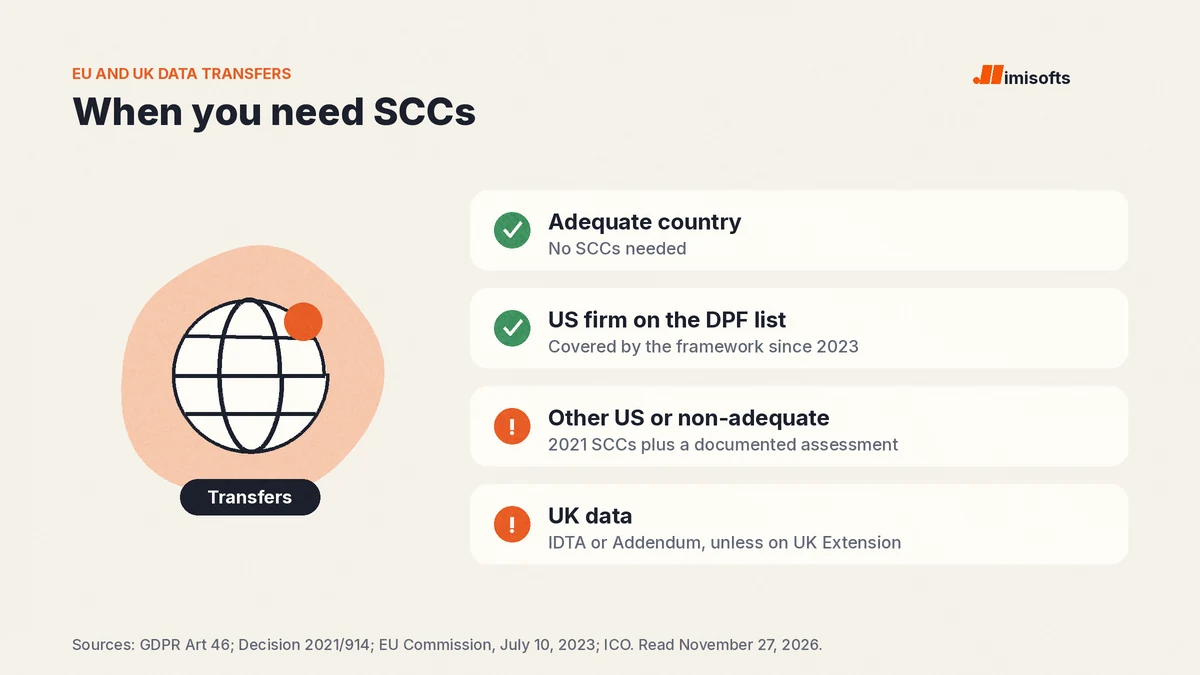 EU AND UK DATA TRANSFERS
imisofts
When you need SCCs
Adequate country
No SCCs needed
US firm on the DPF list
Covered by the framework since 2023
Other US or non-adequate
2021 SCCs plus a documented assessment
UK data
IDTA or Addendum, unless on UK Extension
Transfers
Sources: GDPR Art 46; Decision 2021/914; EU Commission, July 10, 2023; ICO. Read November 27, 2026.